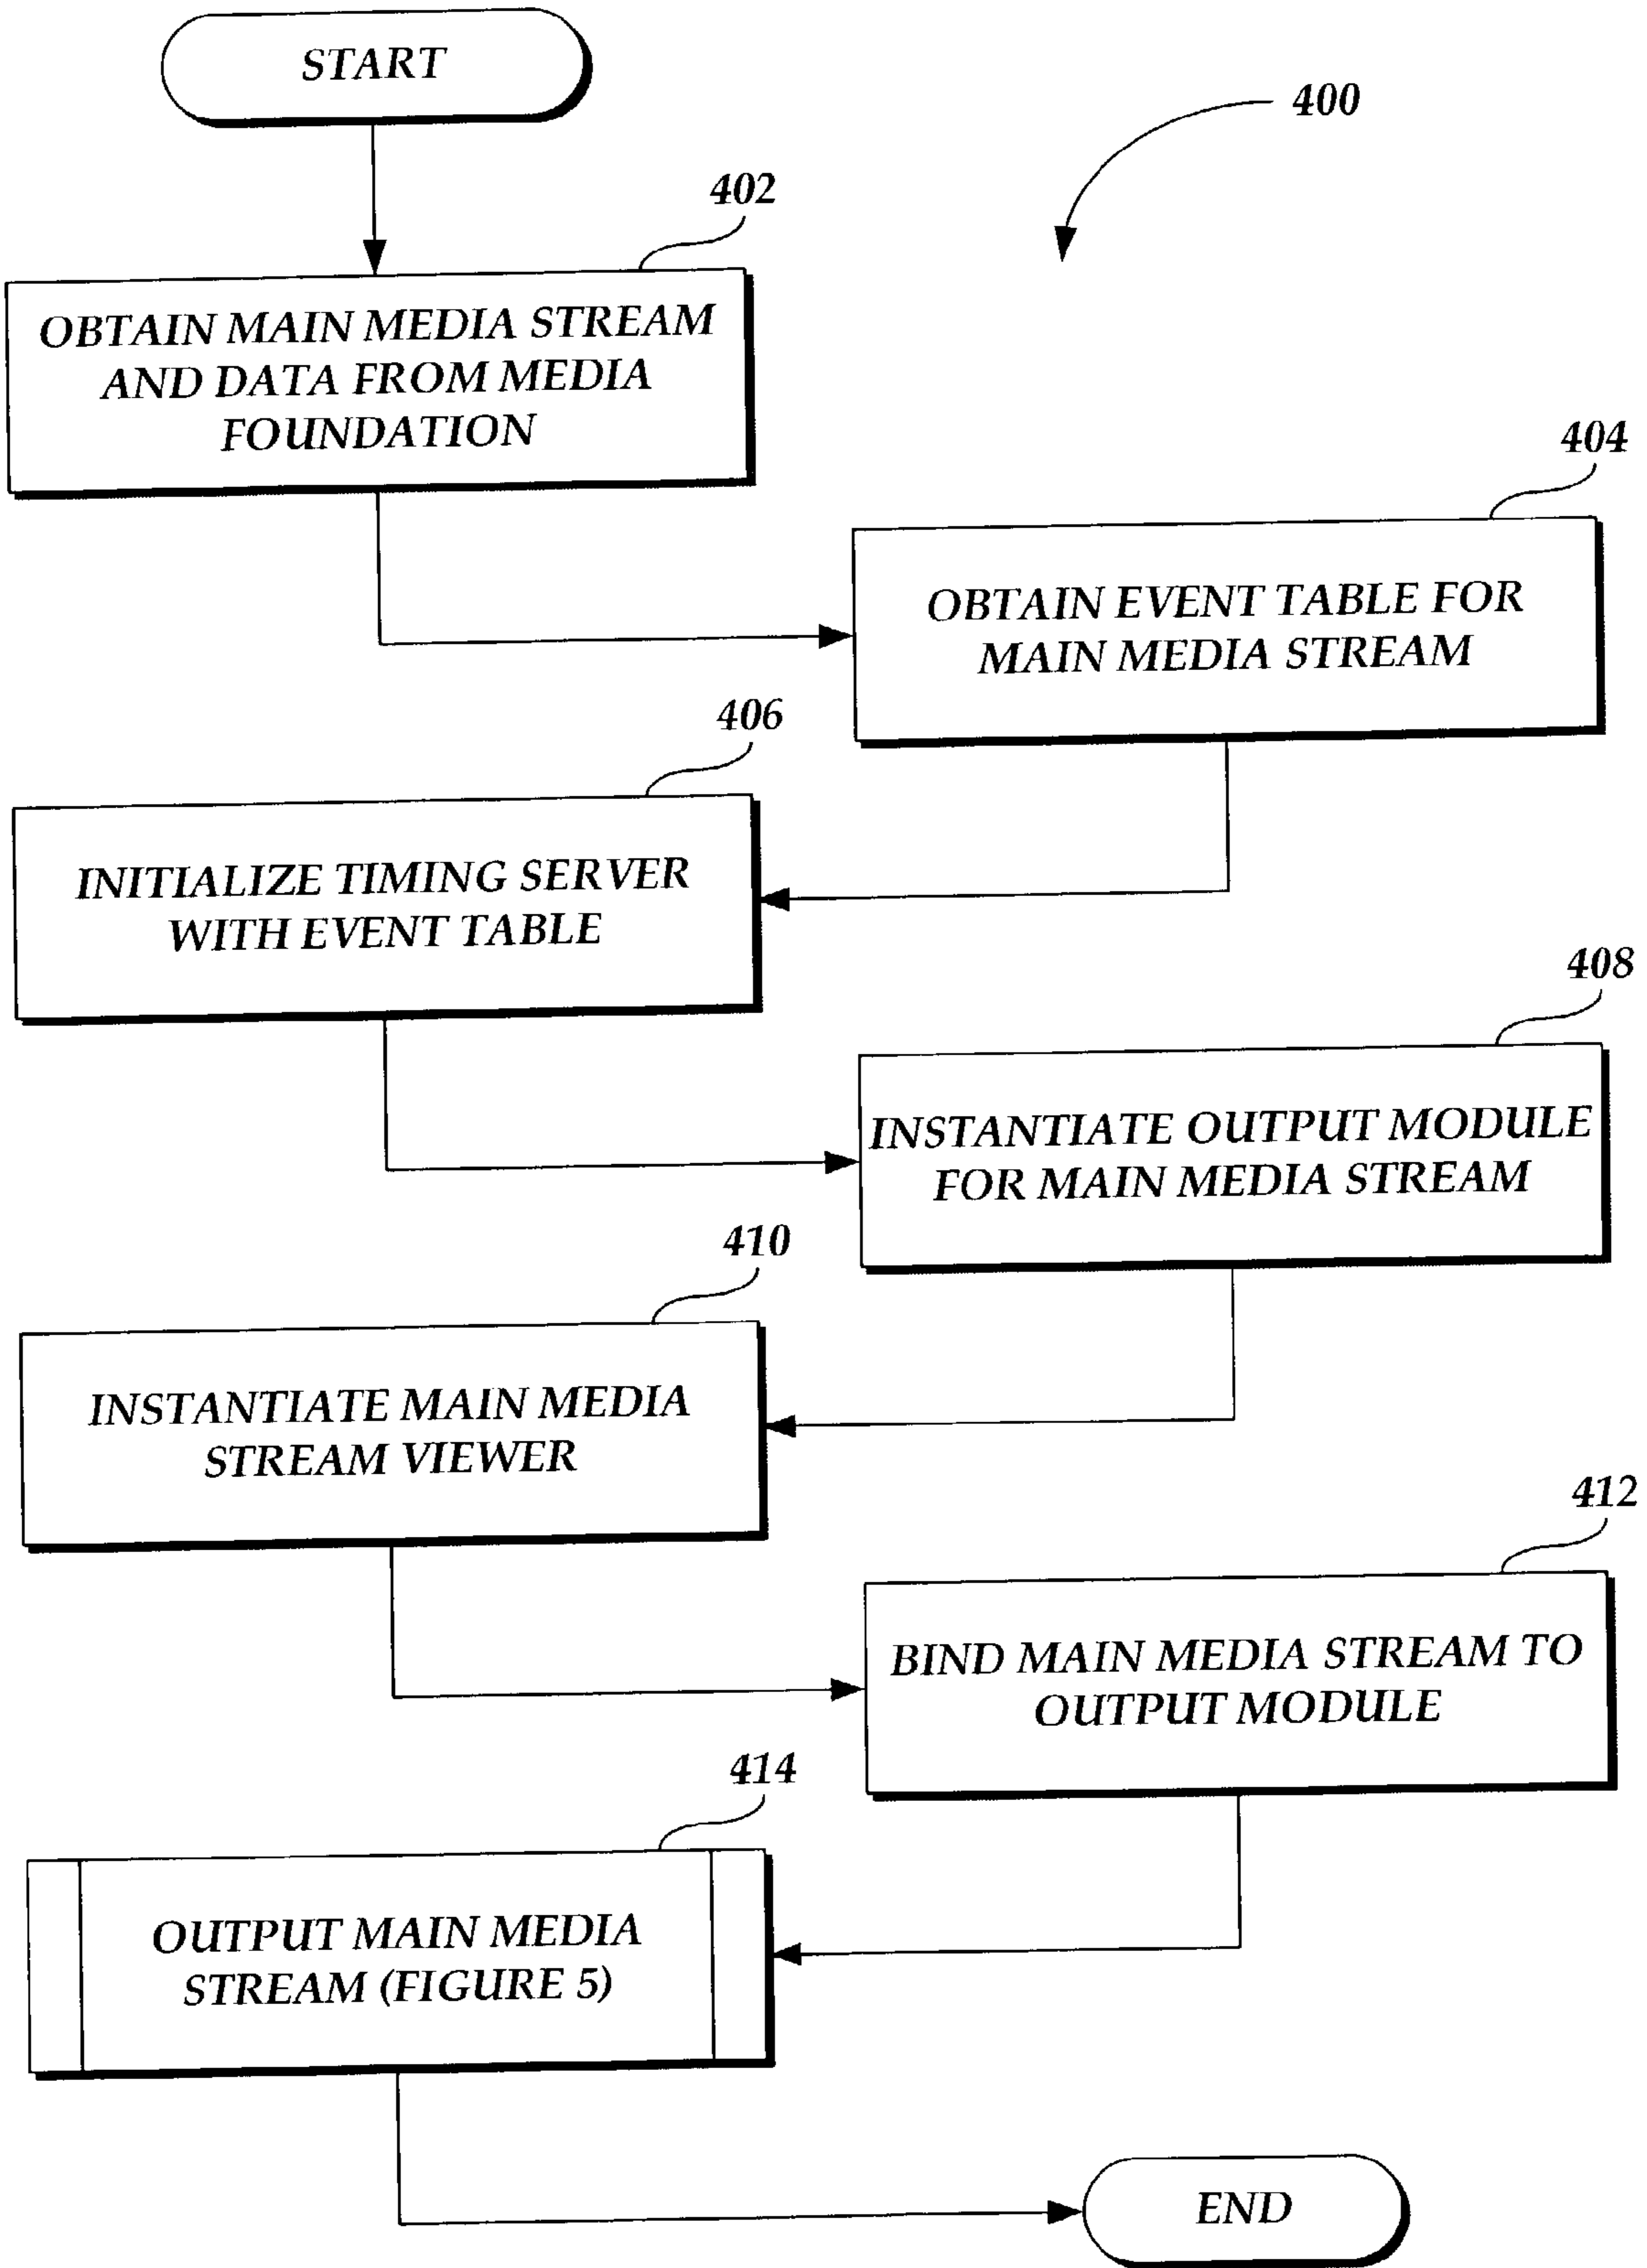 START
400
402
OBTAIN MAIN MEDIA STREAM
AND DATA FROM MEDIA
FOUNDATION
404
OBTAIN EVENT TABLE FOR
MAIN MEDIA STREAM
406
INITIALIZE TIMING SERVER
WITH EVENT TABLE
408
INSTANTIATE OUTPUT MODULE
FOR MAIN MEDIA STREAM
410
INSTANTIATE MAIN MEDIA
STREAM VIEWER
412
BIND MAIN MEDIA STREAM TO
OUTPUT MODULE
414
OUTPUT MAIN MEDIA
STREAM (FIGURE 5)
END